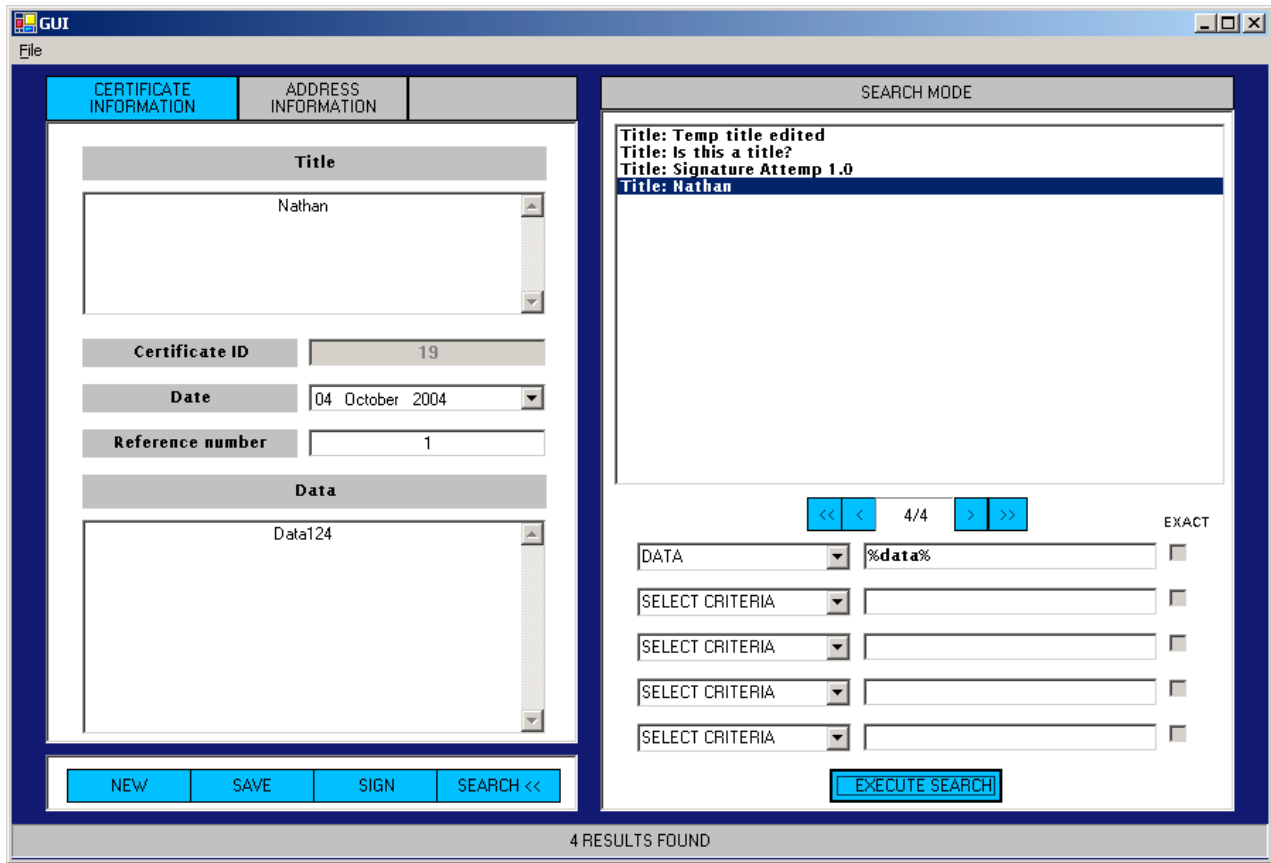 GUI
File
CERTIFICATE
INFORMATION
ADDRESS
INFORMATION
Title
Nathan
Certificate ID
19
Date
04 October 2004
Reference number
1
Data
Data124
NEW
SAVE
SIGN
SEARCH <<
SEARCH MODE
Title: Temp title edited
Title: Is this a title?
Title: Signature Attemp 1.0
Title: Nathan
<< < 4/4 > >>
EXACT
DATA
%data%
SELECT CRITERIA
SELECT CRITERIA
SELECT CRITERIA
SELECT CRITERIA
EXECUTE SEARCH
4 RESULTS FOUND